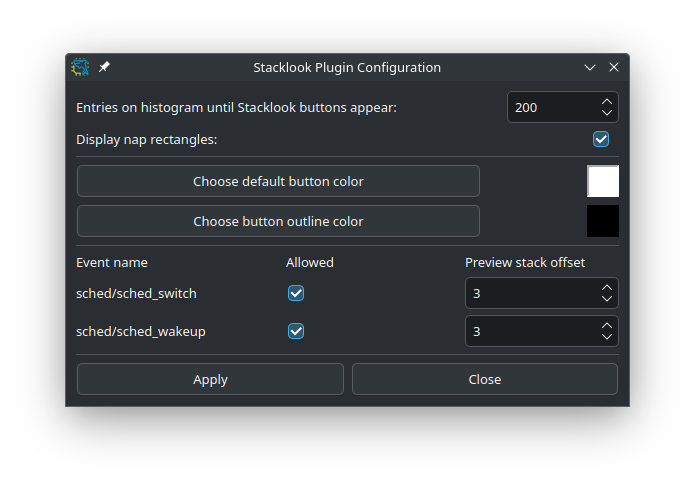 Stacklook Plugin Configuration
Entries on histogram until Stacklook buttons appear: 200
Display nap rectangles:
Choose default button color
Choose button outline color
Event name Allowed Preview stack offset
sched/sched_switch 3
sched/sched_wakeup 3
Apply Close